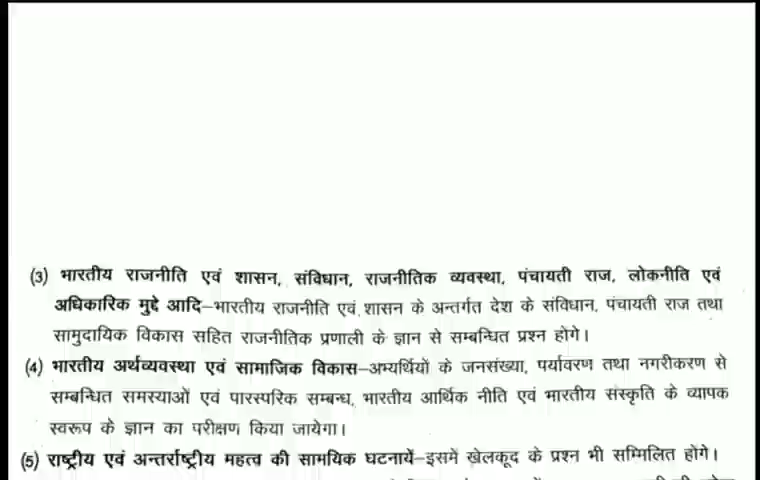 (3) भारतीय राजनीति एवं शासन, संविधान, राजनीतिक व्यवस्था, पंचायती राज, लोकनीति एवं
अधिकारिक मुद्दे आदि–भारतीय राजनीति एवं शासन के अन्तर्गत देश के संविधान, पंचायती राज तथा
सामुदायिक विकास सहित राजनीतिक प्रणाली के ज्ञान से सम्बन्धित प्रश्न होगे।
(4) भारतीय अर्थव्यवस्था एवं सामाजिक विकास–अभ्यर्थियों के जनसंख्या, पर्यावरण तथा नगरीकरण से
सम्बन्धित समस्याओं एवं पारस्परिक सम्बन्ध, भारतीय आर्थिक नीति एवं भारतीय संस्कृति के व्यापक
स्वरूप के ज्ञान का परीक्षण किया जायेगा।
(5) राष्ट्रीय एवं अन्तर्राष्ट्रीय महत्व की सामयिक घटनायें–इसमें खेलकूद के प्रश्न भी सम्मिलित होंगे।